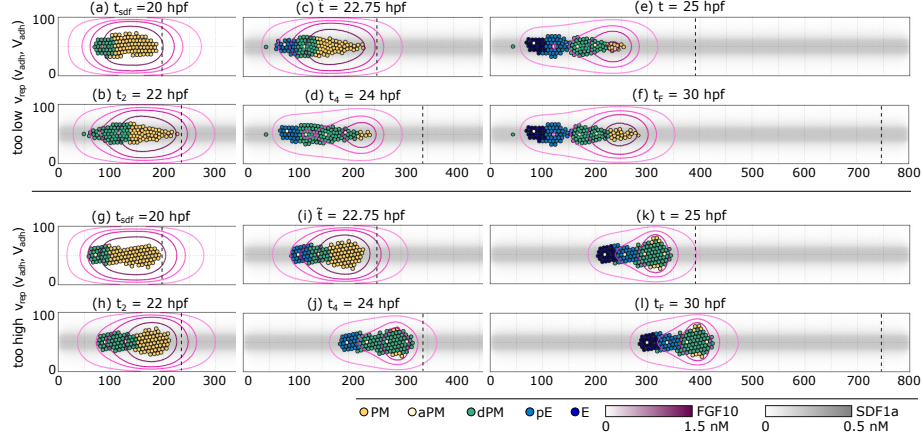 (a) t_sdf =20 hpf
(c) t̃ = 22.75 hpf
(e) t = 25 hpf
100
0
(b) t_2 = 22 hpf
(d) t_4 = 24 hpf
(f) t_F = 30 hpf
100
0
0 100 200 300
0 100 200 300 400
0 100 200 300 400 500 600 700 800
too low v_rep (v_adh, V_adh)
(g) t_sdf =20 hpf
(i) t̃ = 22.75 hpf
(k) t = 25 hpf
100
0
(h) t_2 = 22 hpf
(j) t_4 = 24 hpf
(l) t_F = 30 hpf
100
0
0 100 200 300
0 100 200 300 400
0 100 200 300 400 500 600 700 800
too high v_rep (v_adh, V_adh)
PM aPM dPM pE E FGF10 SDF1a
0 1.5 nM 0 0.5 nM